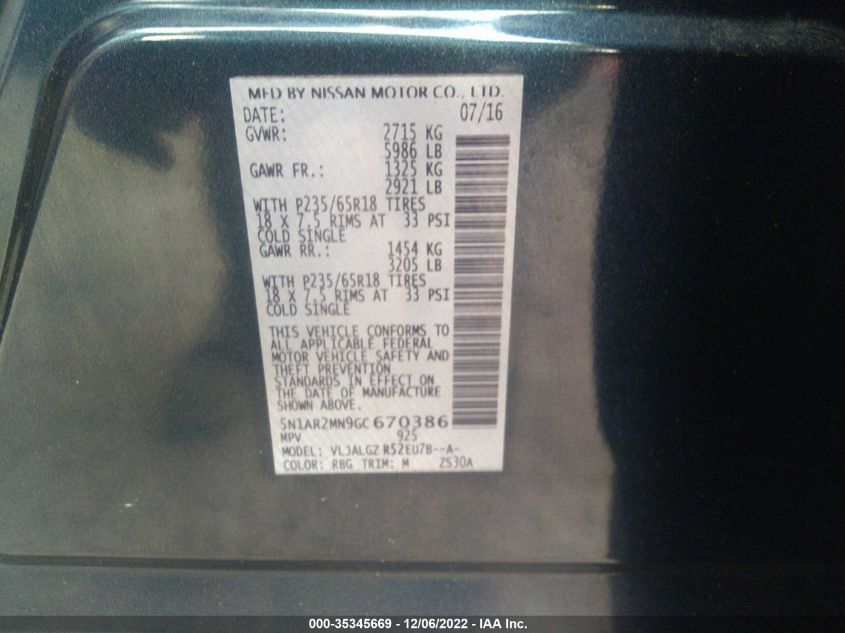 MFD BY NISSAN MOTOR CO., LTD.
DATE: 07/16
GVWR: 2715 KG
5986 LB
GAWR FR.: 1325 KG
2921 LB
WITH P235/65R18 TIRES
18 X 7.5 RIMS AT 33 PSI
COLD SINGLE
GAWR RR.: 1454 KG
3205 LB
WITH P235/65R18 TIRES
18 X 7.5 RIMS AT 33 PSI
COLD SINGLE
THIS VEHICLE CONFORMS TO
ALL APPLICABLE FEDERAL
MOTOR VEHICLE SAFETY AND
THEFT PREVENTION
STANDARDS IN EFFECT ON
THE DATE OF MANUFACTURE
SHOWN ABOVE.
5N1AR2MN9GC670386
MPV 925
MODEL: VLJALGZ R52EU7B--A-
COLOR: RBG TRIM: M ZS30A
000-35345669 - 12/06/2022 - IAA Inc.